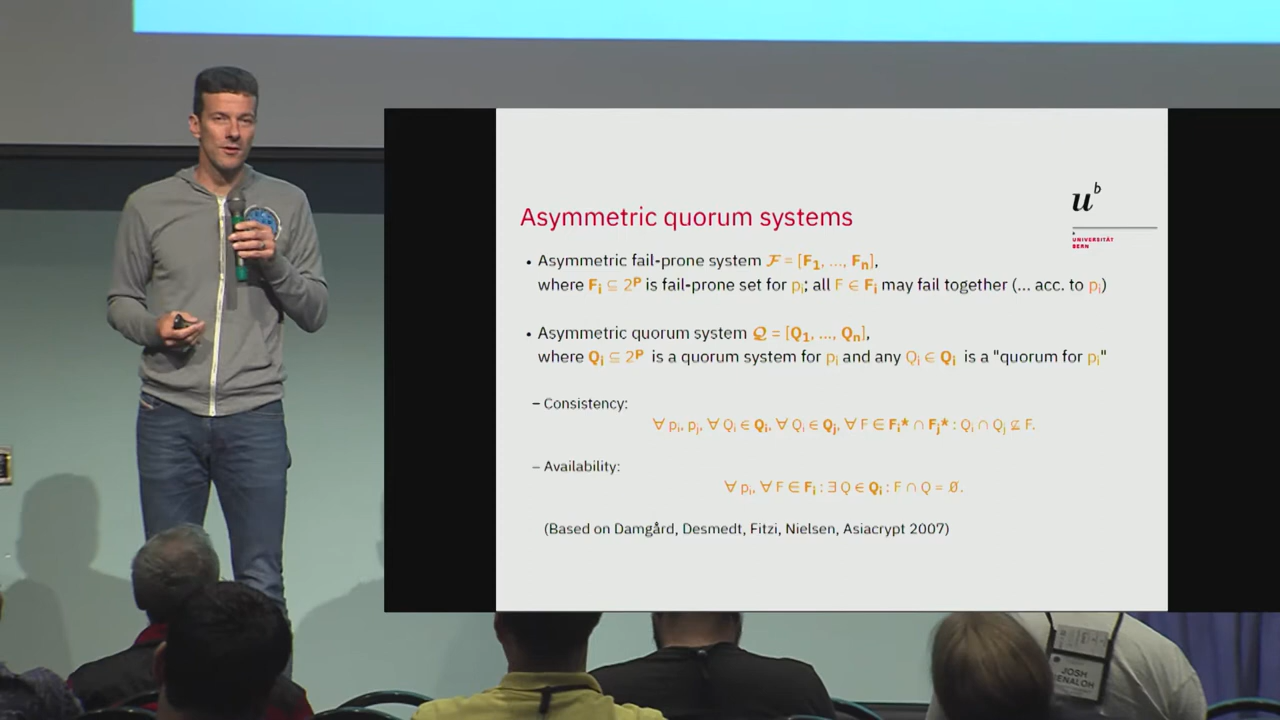 u^b
UNIVERSITÄT
BERN
Asymmetric quorum systems
• Asymmetric fail-prone system 𝓕 = [F₁, ..., Fₙ],
where Fᵢ ⊆ 2ᴾ is fail-prone set for pᵢ; all F ∈ Fᵢ may fail together (... acc. to pᵢ)
• Asymmetric quorum system 𝓠 = [Q₁, ..., Qₙ],
where Qᵢ ⊆ 2ᴾ is a quorum system for pᵢ and any Qᵢ ∈ Qᵢ is a "quorum for pᵢ"
– Consistency:
∀ pᵢ, pⱼ, ∀ Qᵢ ∈ Qᵢ, ∀ Qⱼ ∈ Qⱼ, ∀ F ∈ Fᵢ* ∩ Fⱼ* : Qᵢ ∩ Qⱼ ⊈ F.
– Availability:
∀ pᵢ, ∀ F ∈ Fᵢ : ∃ Q ∈ Qᵢ : F ∩ Q = Ø.
(Based on Damgård, Desmedt, Fitzi, Nielsen, Asiacrypt 2007)
JOSH